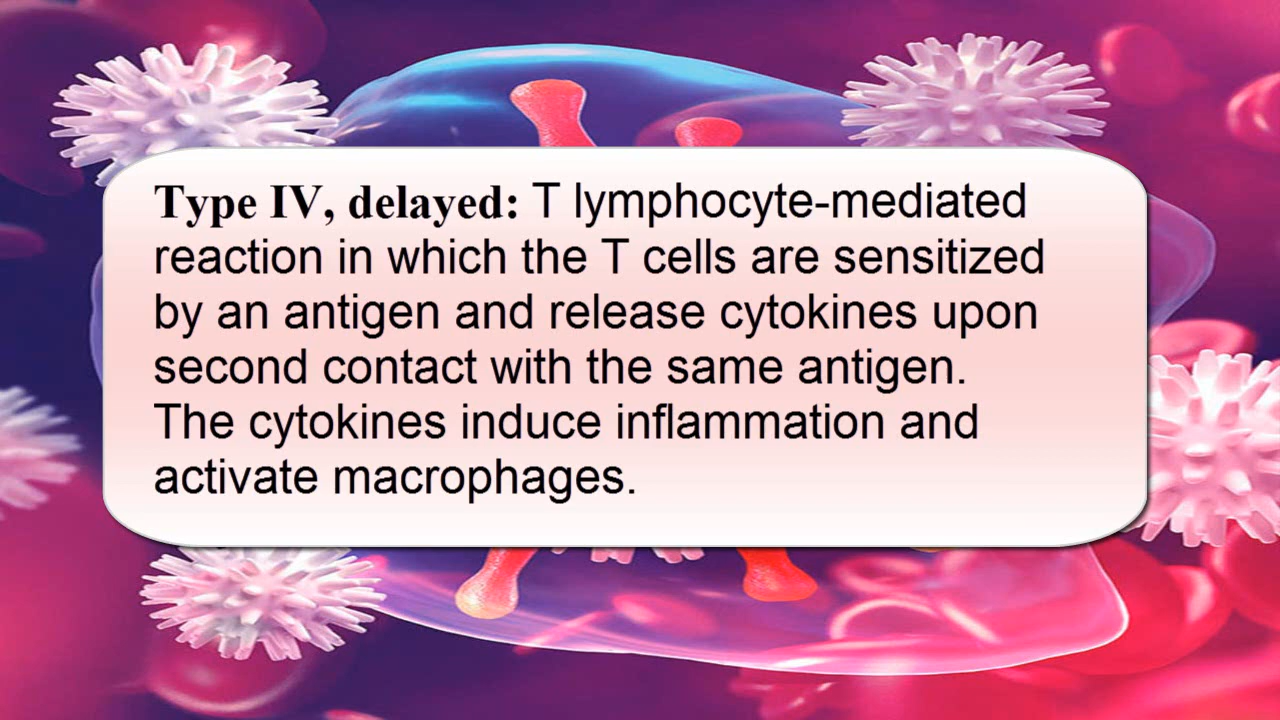 Type IV, delayed: T lymphocyte-mediated
reaction in which the T cells are sensitized
by an antigen and release cytokines upon
second contact with the same antigen.
The cytokines induce inflammation and
activate macrophages.